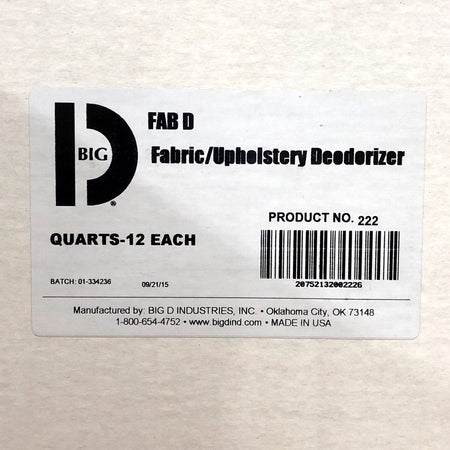 BIG
D
®
FAB D
Fabric/Upholstery Deodorizer
PRODUCT NO. 222
QUARTS-12 EACH
BATCH: 01-334236 09/21/15
20752132002226
Manufactured by: BIG D INDUSTRIES, INC. • Oklahoma City, OK 73148
1-800-654-4752 • www.bigdind.com • MADE IN USA